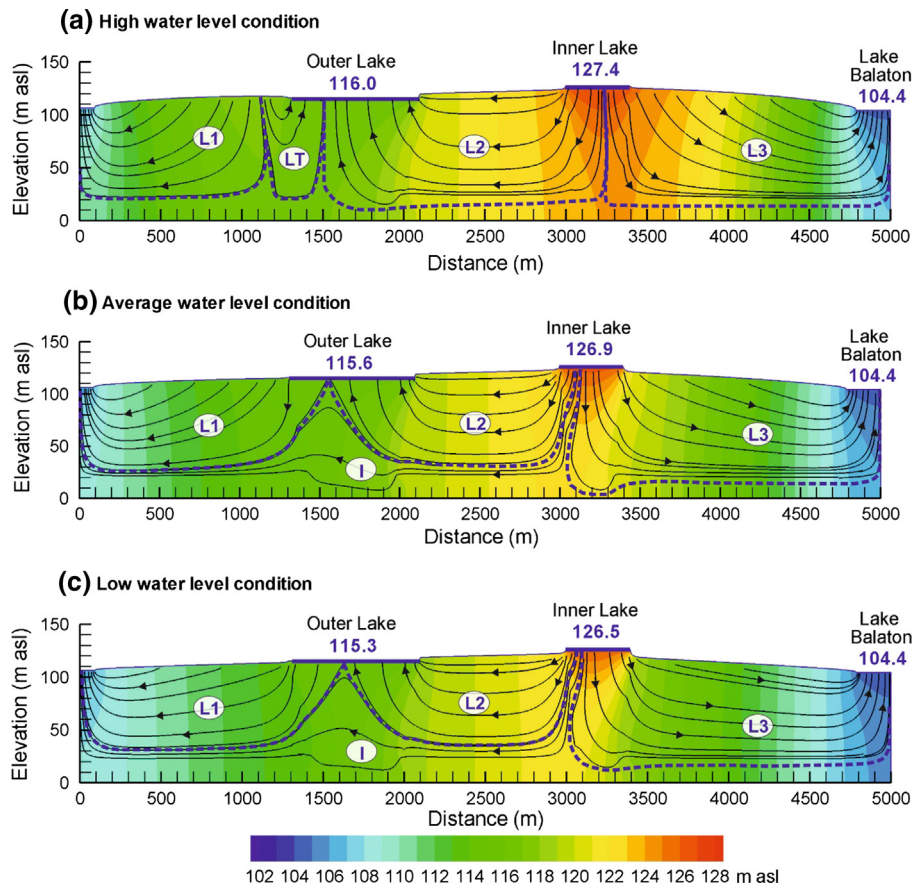 (a) High water level condition
Outer Lake
116.0
Inner Lake
127.4
Lake
Balaton
104.4
Elevation (m asl)
150
100
50
0
L1
LT
L2
L3
0 500 1000 1500 2000 2500 3000 3500 4000 4500 5000
Distance (m)
(b) Average water level condition
Outer Lake
115.6
Inner Lake
126.9
Lake
Balaton
104.4
Elevation (m asl)
150
100
50
0
L1
I
L2
L3
0 500 1000 1500 2000 2500 3000 3500 4000 4500 5000
Distance (m)
(c) Low water level condition
Outer Lake
115.3
Inner Lake
126.5
Lake
Balaton
104.4
Elevation (m asl)
150
100
50
0
L1
I
L2
L3
0 500 1000 1500 2000 2500 3000 3500 4000 4500 5000
Distance (m)
102 104 106 108 110 112 114 116 118 120 122 124 126 128 m asl